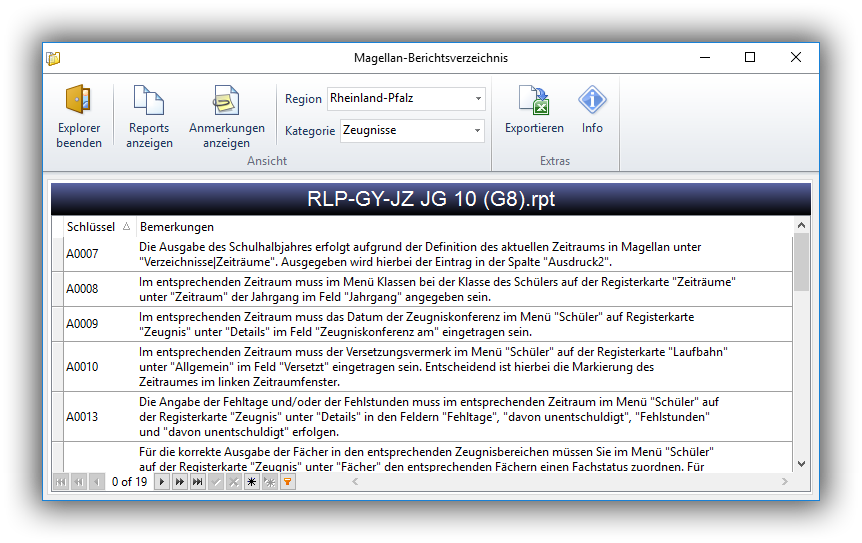 Magellan-Berichtsverzeichnis
Explorer beenden
Reports anzeigen
Anmerkungen anzeigen
Region Rheinland-Pfalz
Kategorie Zeugnisse
Exportieren
Info
Ansicht
Extras
RLP-GY-JZ JG 10 (G8).rpt
Schlüssel Bemerkungen
A0007
Die Ausgabe des Schulhalbjahres erfolgt aufgrund der Definition des aktuellen Zeitraums in Magellan unter
"Verzeichnisse|Zeiträume". Ausgegeben wird hierbei der Eintrag in der Spalte "Ausdruck2".
A0008
Im entsprechenden Zeitraum muss im Menü Klassen bei der Klasse des Schülers auf der Registerkarte "Zeiträume"
unter "Zeitraum" der Jahrgang im Feld "Jahrgang" angegeben sein.
A0009
Im entsprechenden Zeitraum muss das Datum der Zeugniskonferenz im Menü "Schüler" auf Registerkarte
"Zeugnis" unter "Details" im Feld "Zeugniskonferenz am" eingetragen sein.
A0010
Im entsprechenden Zeitraum muss der Versetzungsvermerk im Menü "Schüler" auf der Registerkarte "Laufbahn"
unter "Allgemein" im Feld "Versetzt" eingetragen sein. Entscheidend ist hierbei die Markierung des
Zeitraumes im linken Zeitraumfenster.
A0013
Die Angabe der Fehltage und/oder der Fehlstunden muss im entsprechenden Zeitraum im Menü "Schüler" auf
der Registerkarte "Zeugnis" unter "Details" in den Feldern "Fehltage", "davon unentschuldigt", "Fehlstunden"
und "davon unentschuldigt" erfolgen.
Für die korrekte Ausgabe der Fächer in den entsprechenden Zeugnisbereichen müssen Sie im Menü "Schüler"
auf der Registerkarte "Zeugnis" unter "Fächer" den entsprechenden Fächern einen Fachstatus zuordnen. Für
0 of 19